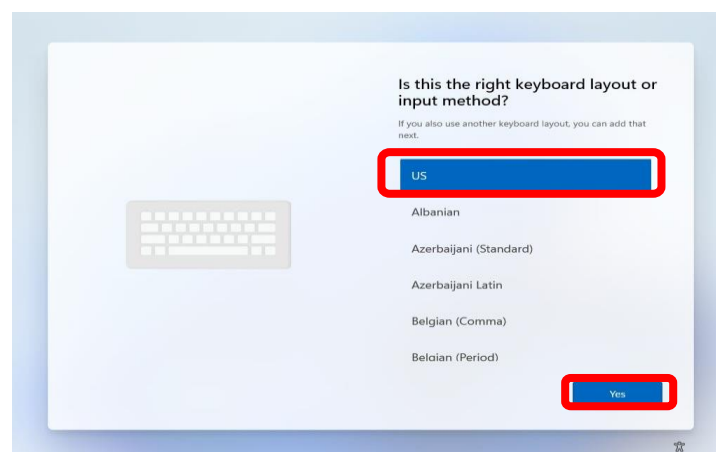 Is this the right keyboard layout or
input method?
If you also use another keyboard layout, you can add that
next.
US
Albanian
Azerbaijani (Standard)
Azerbaijani Latin
Belgian (Comma)
Belgian (Period)
Yes